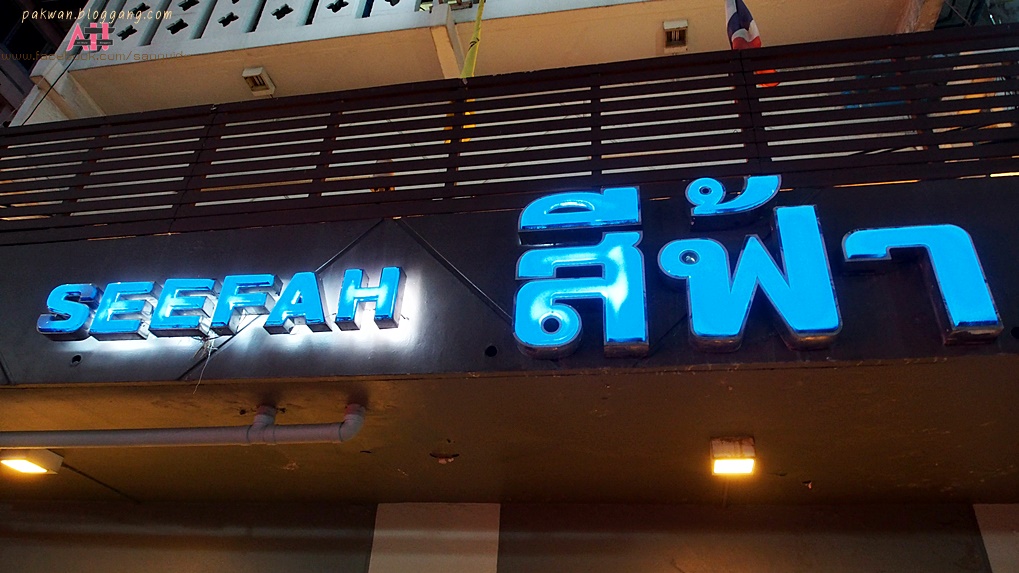 pakwan.bloggang.com
SEEFAH สีฟ้า